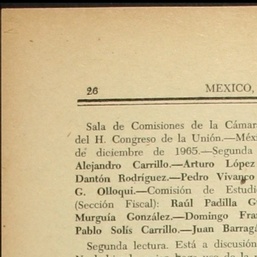 26 MEXICO,
Sala de Comisiones de la Cámar
del H. Congreso de la Unión.—Méxi
de diciembre de 1965.—Segunda
Alejandro Carrillo.—Arturo López
Dantón Rodríguez.—Pedro Vivanco
G. Olloqui.—Comisión de Estudi
(Sección Fiscal): Raúl Padilla G
Murguía González.—Domingo Fra
Pablo Solís Carrillo.—Juan Barragá
Segunda lectura. Está a discusión